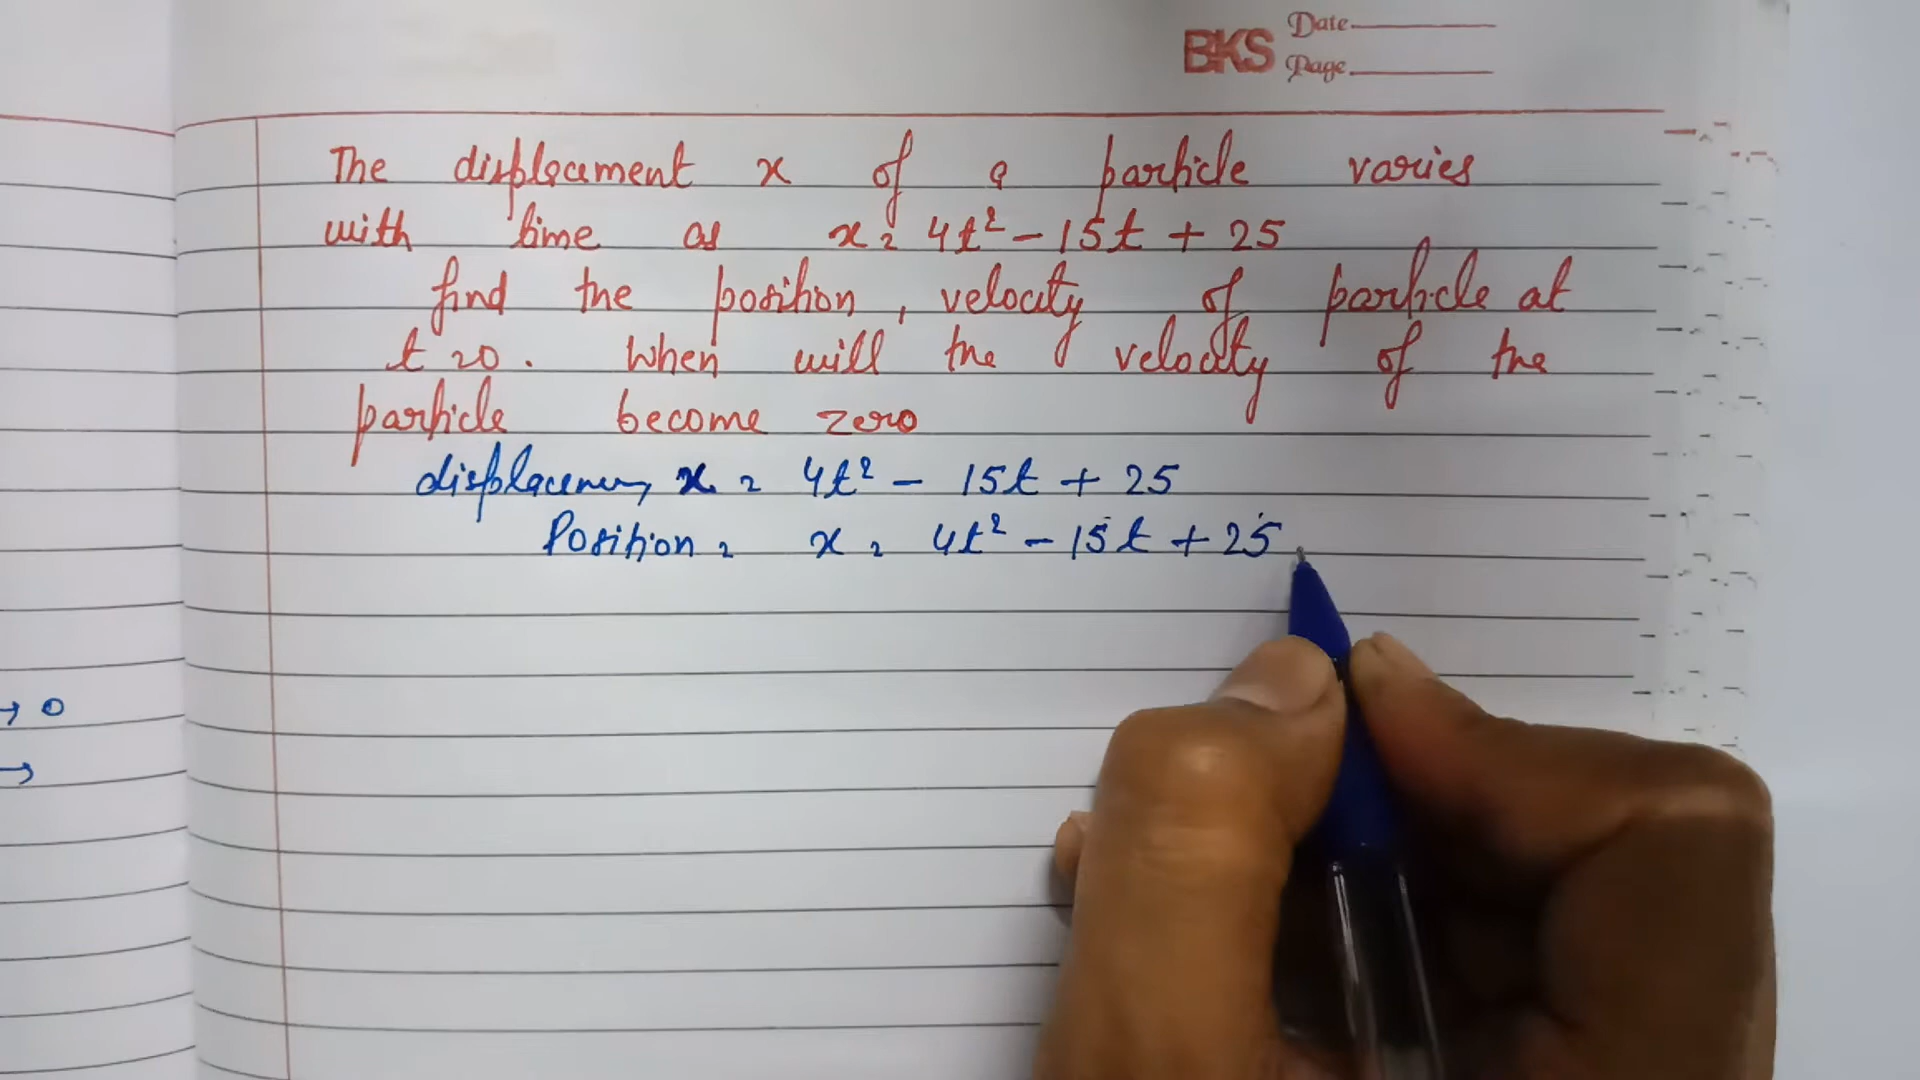 BKS Date
Page
The displacement x of a particle varies
with time as x = 4t² - 15t + 25
find the position, velocity of particle at
t = 0. When will the velocity of the
particle become zero
x = 4t² - 15t + 25
Position = x = 4t² - 15t + 25
→ 0
→